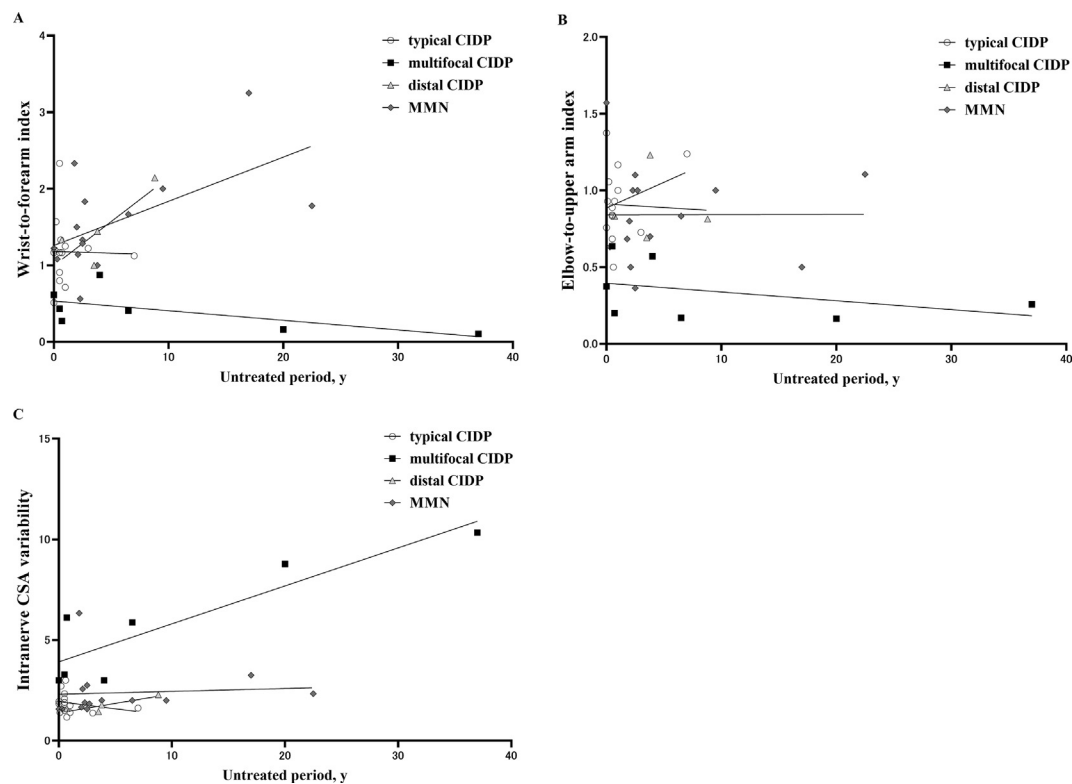 A
Wrist-to-forearm index
4
3
2
1
0
0 10 20 30 40
Untreated period, y
typical CIDP
multifocal CIDP
distal CIDP
MMN
B
Elbow-to-upper arm index
2.0
1.5
1.0
0.5
0.0
0 10 20 30 40
Untreated period, y
typical CIDP
multifocal CIDP
distal CIDP
MMN
C
Intranerve CSA variability
15
10
5
0
0 10 20 30 40
Untreated period, y
typical CIDP
multifocal CIDP
distal CIDP
MMN